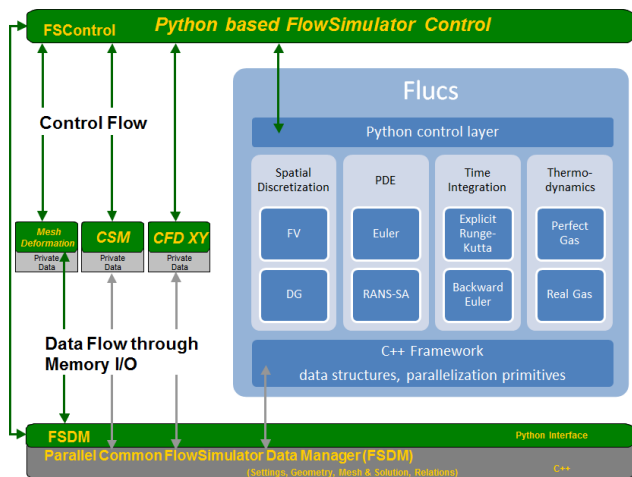 FSControl
Python based FlowSimulator Control
Flucs
Python control layer
Control Flow
Spatial
Discretization
PDE
Time
Integration
Thermo-
dynamics
FV
Euler
Explicit
Runge-
Kutta
Perfect
Gas
DG
RANS-SA
Backward
Euler
Real Gas
Mesh
Deformation
Private
Data
CSM
Private
Data
CFD XY
Private
Data
Data Flow through
Memory I/O
C++ Framework
data structures, parallelization primitives
FSDM
Python Interface
Parallel Common FlowSimulator Data Manager (FSDM)
(Settings, Geometry, Mesh & Solution, Relations)
C++